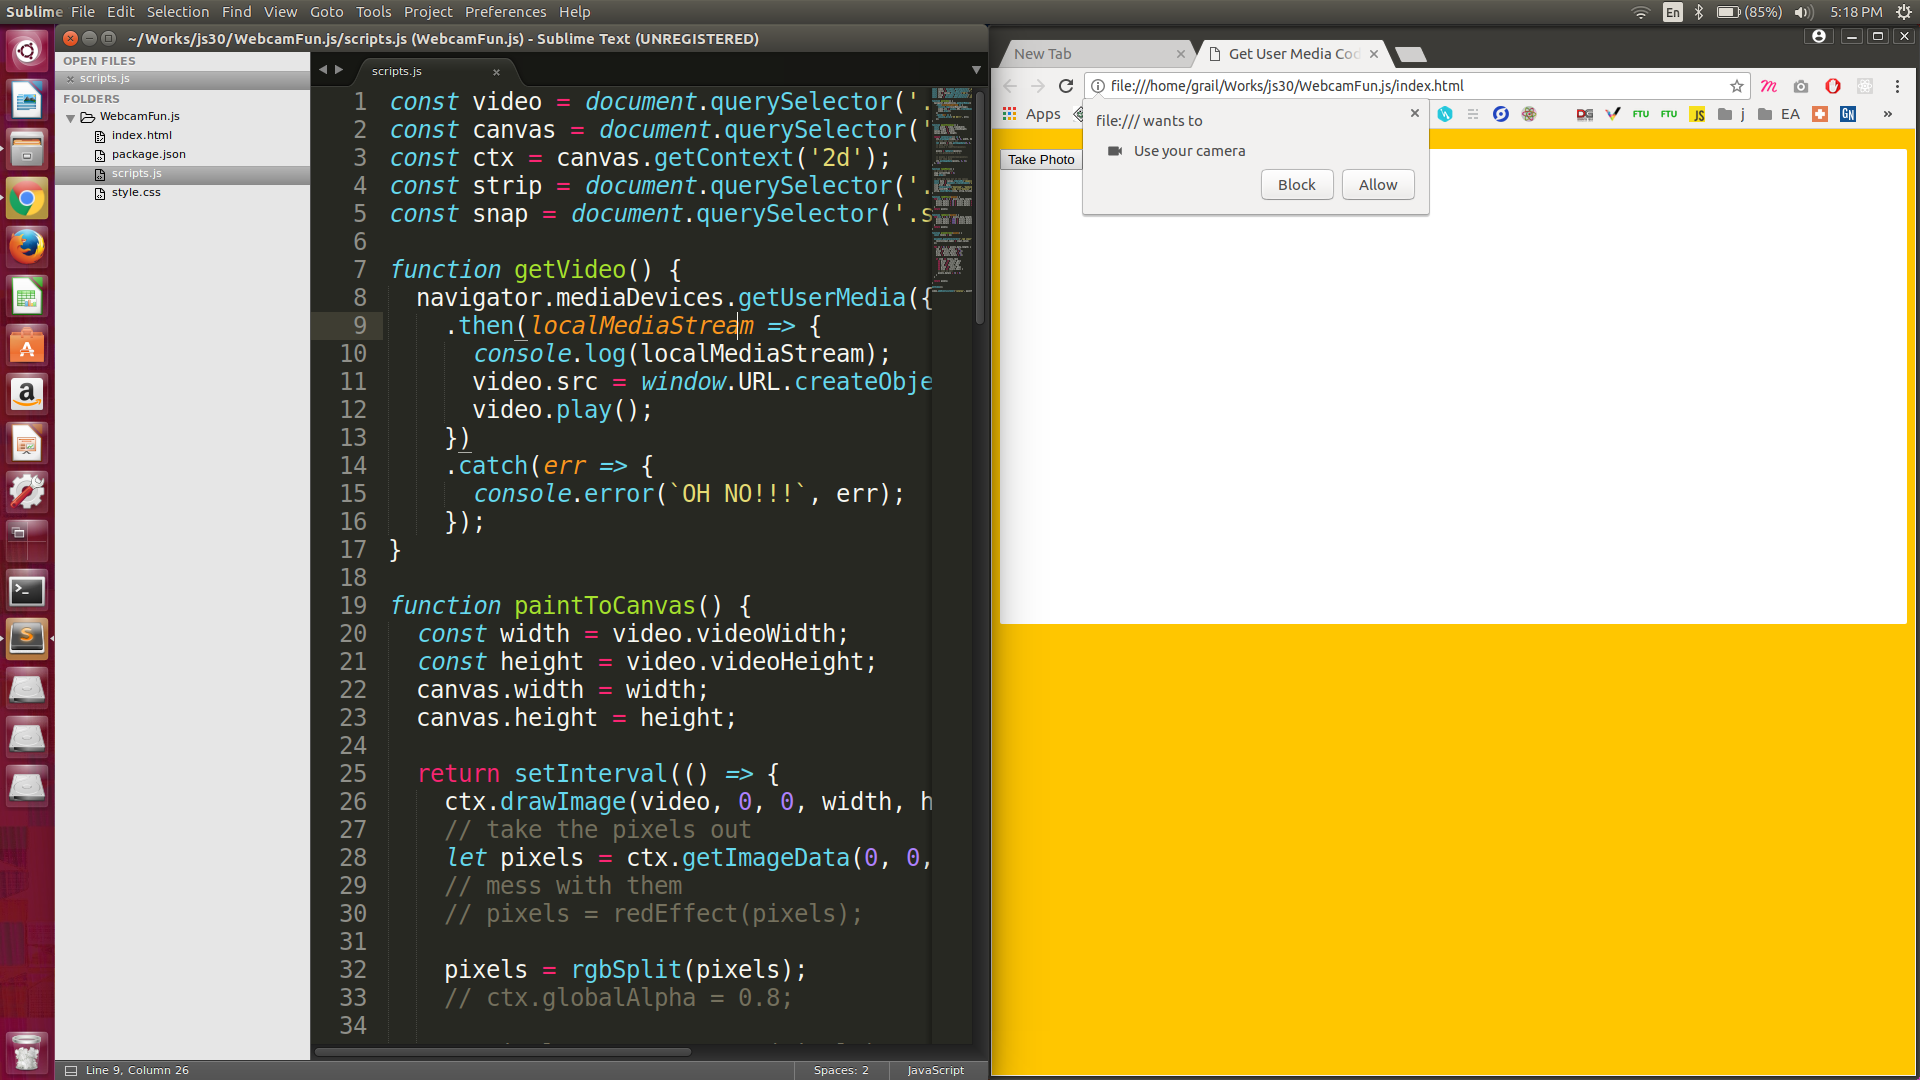 Sublime File Edit Selection Find View Goto Tools Project Preferences Help
En (85%) 5:18 PM
~/Works/js30/WebcamFun.js/scripts.js (WebcamFun.js) - Sublime Text (UNREGISTERED)
OPEN FILES
scripts.js
FOLDERS
WebcamFun.js
index.html
package.json
scripts.js
style.css
scripts.js
1 const video = document.querySelector('.
2 const canvas = document.querySelector('
3 const ctx = canvas.getContext('2d');
4 const strip = document.querySelector('.
5 const snap = document.querySelector('.s
6
7 function getVideo() {
8 navigator.mediaDevices.getUserMedia({
9 .then(localMediaStream => {
10 console.log(localMediaStream);
11 video.src = window.URL.createObje
12 video.play();
13 })
14 .catch(err => {
15 console.error(`OH NO!!!`, err);
16 });
17 }
18
19 function paintToCanvas() {
20 const width = video.videoWidth;
21 const height = video.videoHeight;
22 canvas.width = width;
23 canvas.height = height;
24
25 return setInterval(() => {
26 ctx.drawImage(video, 0, 0, width, h
27 // take the pixels out
28 let pixels = ctx.getImageData(0, 0,
29 // mess with them
30 // pixels = redEffect(pixels);
31
32 pixels = rgbSplit(pixels);
33 // ctx.globalAlpha = 0.8;
34
Line 9, Column 26 Spaces: 2 JavaScript
New Tab Get User Media Cod
file:///home/grail/Works/js30/WebcamFun.js/index.html
Apps DG FTU FTU JS j EA GN »
file:/// wants to
Use your camera
Block Allow
Take Photo